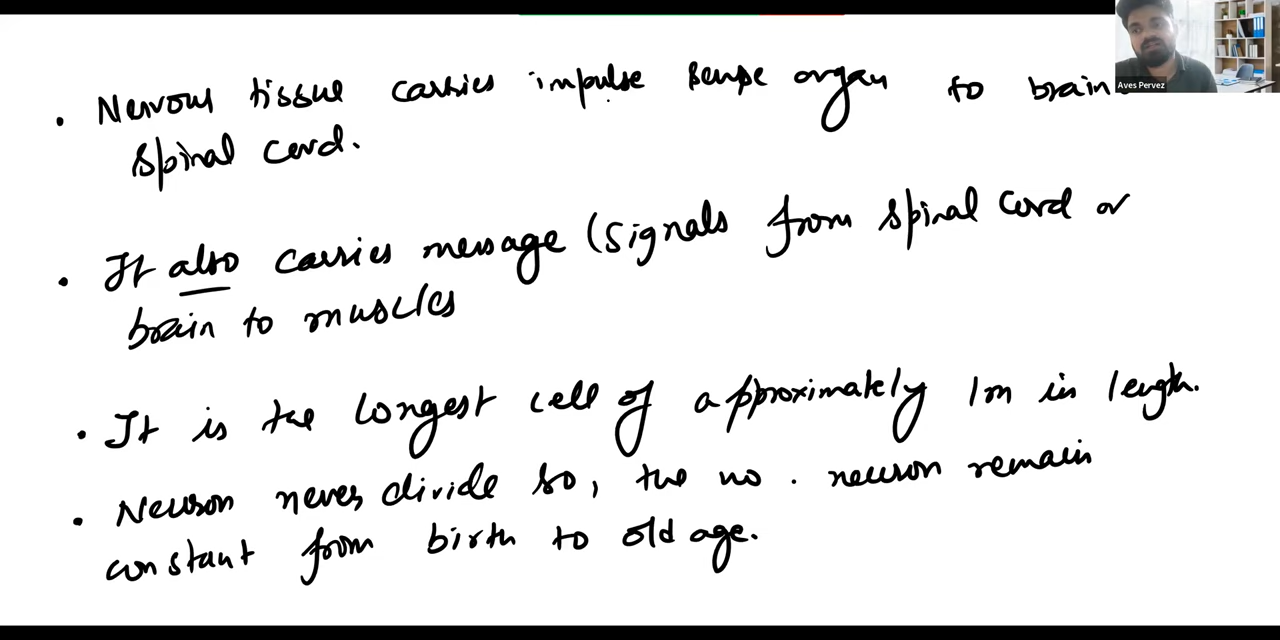 • Nervous tissue carries impulse sense organ to brain
spinal cord.
• It also carries message (signals from spinal cord or
brain to muscles
• It is the longest cell of approximately 1m in length.
• Neuron never divide so, the no. neuron remain
constant from birth to old age.
Aves Pervez